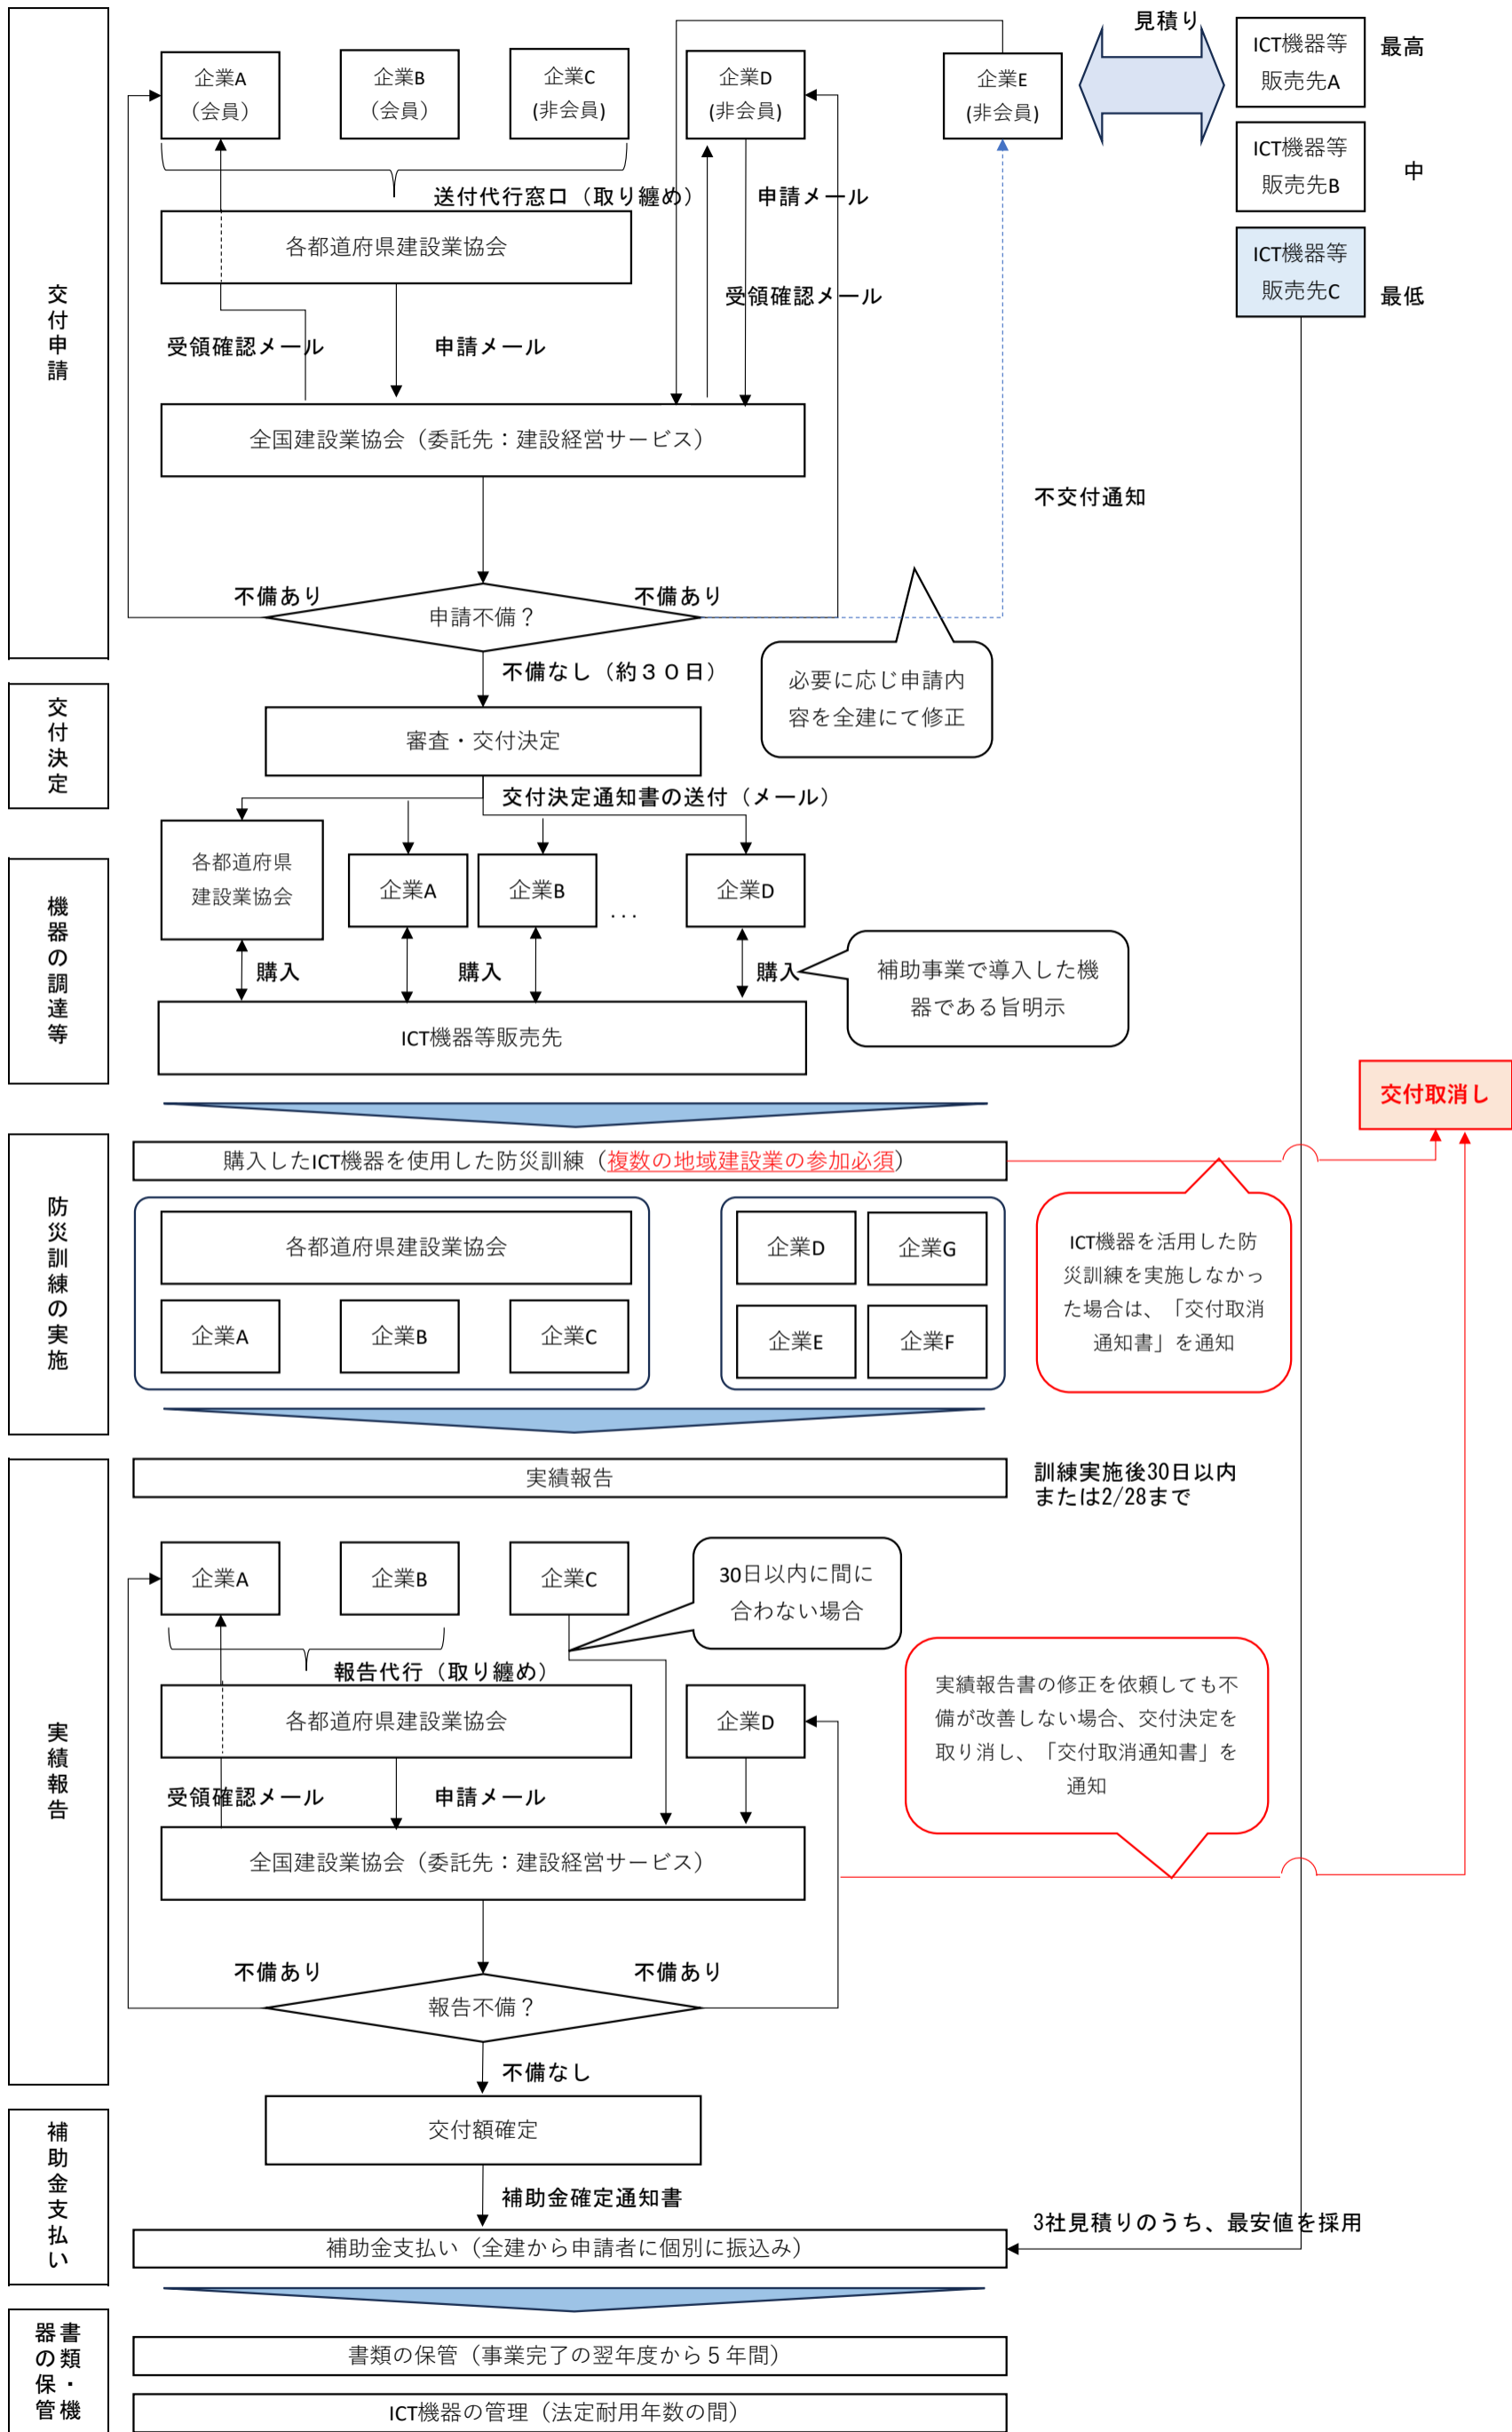 交付申請
企業A
（会員）
企業B
（会員）
企業C
(非会員)
企業D
(非会員)
企業E
(非会員)
見積り
ICT機器等
販売先A
最高
ICT機器等
販売先B
中
ICT機器等
販売先C
最低
送付代行窓口（取り纏め）
申請メール
各都道府県建設業協会
受領確認メール
受領確認メール
申請メール
全国建設業協会（委託先：建設経営サービス）
不交付通知
不備あり
不備あり
申請不備？
不備なし（約３０日）
必要に応じ申請内
容を全建にて修正
交付決定
審査・交付決定
交付決定通知書の送付（メール）
機器の調達等
各都道府県
建設業協会
企業A
企業B
...
企業D
購入
購入
購入
補助事業で導入した機
器である旨明示
ICT機器等販売先
交付取消し
防災訓練の実施
購入したICT機器を使用した防災訓練（複数の地域建設業の参加必須）
各都道府県建設業協会
企業A
企業B
企業C
企業D
企業G
企業E
企業F
ICT機器を活用した防
災訓練を実施しなかっ
た場合は、「交付取消
通知書」を通知
実績報告
実績報告
訓練実施後30日以内
または2/28まで
企業A
企業B
企業C
30日以内に間に
合わない場合
報告代行（取り纏め）
各都道府県建設業協会
企業D
実績報告書の修正を依頼しても不
備が改善しない場合、交付決定を
取り消し、「交付取消通知書」を
通知
受領確認メール
申請メール
全国建設業協会（委託先：建設経営サービス）
不備あり
不備あり
報告不備？
不備なし
補助金支払い
交付額確定
補助金確定通知書
3社見積りのうち、最安値を採用
補助金支払い（全建から申請者に個別に振込み）
書類・機
器の保管
書類の保管（事業完了の翌年度から５年間）
ICT機器の管理（法定耐用年数の間）